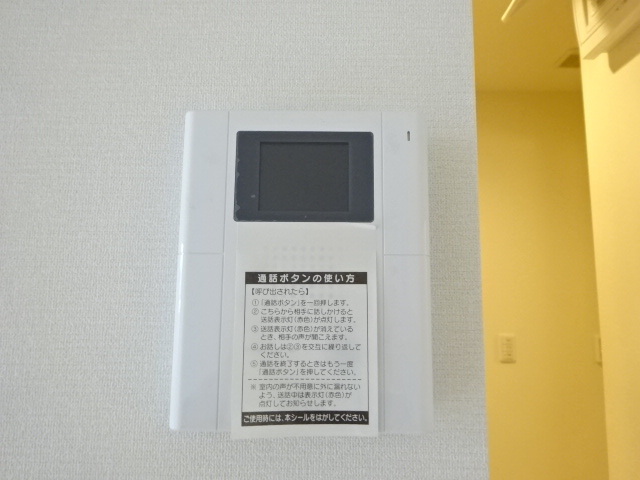 通話ボタンの使い方
【呼び出されたら】
①「通話ボタン」を一回押します。
②こちらから相手に話しかけると
送話表示灯(赤色)が点灯します。
③送話表示灯(赤色)が消えている
とき、相手の声が聞こえます。
④お話しは②③を交互に繰り返して
ください。
⑤通話を終了するときはもう一度
「通話ボタン」を押してください。
※室内の声が不用意に外に漏れない
よう、送話中は表示灯(赤色)が
点灯してお知らせします。
ご使用時には、本シールをはがしてください。